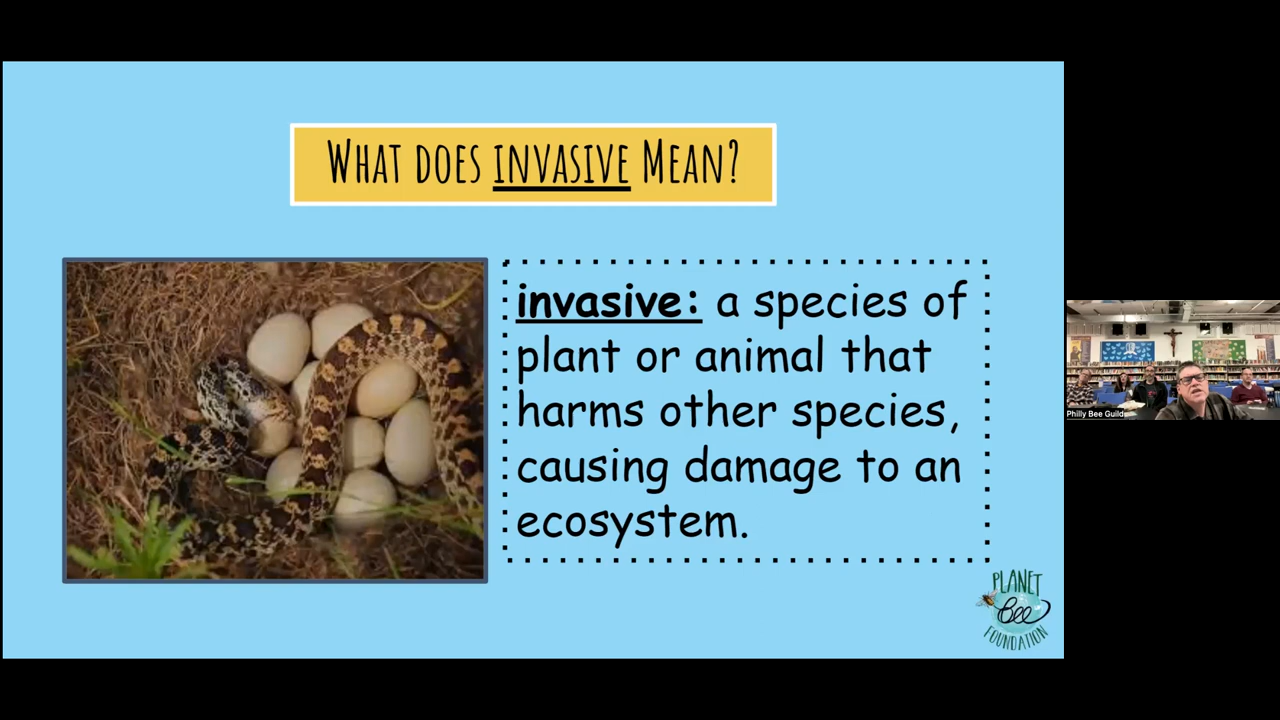 What does invasive Mean?
invasive: a species of
plant or animal that
harms other species,
causing damage to an
ecosystem.
PLANET
Bee
FOUNDATION
Philly Bee Guild